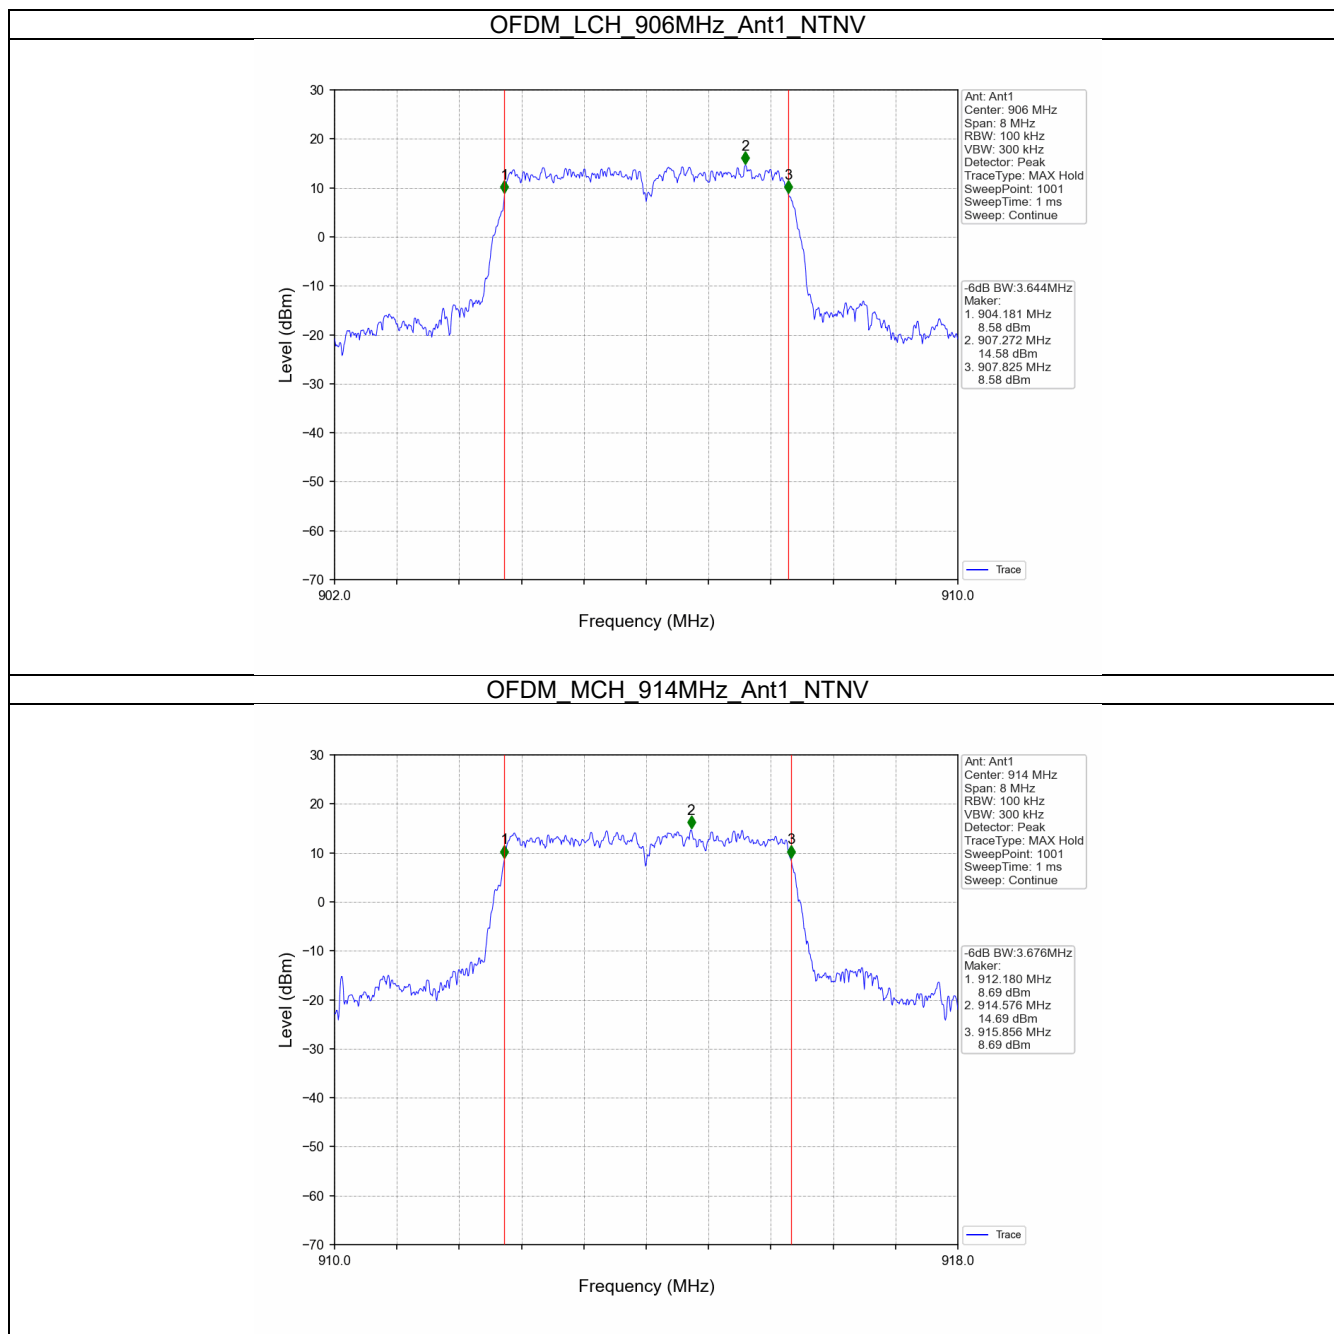 OFDM_LCH_906MHz_Ant1_NTNV
30
20
10
0
−10
−20
−30
−40
−50
−60
−70
Level (dBm)
1
2
3
902.0
910.0
Frequency (MHz)
Ant: Ant1
Center: 906 MHz
Span: 8 MHz
RBW: 100 kHz
VBW: 300 kHz
Detector: Peak
TraceType: MAX Hold
SweepPoint: 1001
SweepTime: 1 ms
Sweep: Continue
-6dB BW:3.644MHz
Maker:
1. 904.181 MHz
8.58 dBm
2. 907.272 MHz
14.58 dBm
3. 907.825 MHz
8.58 dBm
Trace
OFDM_MCH_914MHz_Ant1_NTNV
30
20
10
0
−10
−20
−30
−40
−50
−60
−70
Level (dBm)
1
2
3
910.0
918.0
Frequency (MHz)
Ant: Ant1
Center: 914 MHz
Span: 8 MHz
RBW: 100 kHz
VBW: 300 kHz
Detector: Peak
TraceType: MAX Hold
SweepPoint: 1001
SweepTime: 1 ms
Sweep: Continue
-6dB BW:3.676MHz
Maker:
1. 912.180 MHz
8.69 dBm
2. 914.576 MHz
14.69 dBm
3. 915.856 MHz
8.69 dBm
Trace